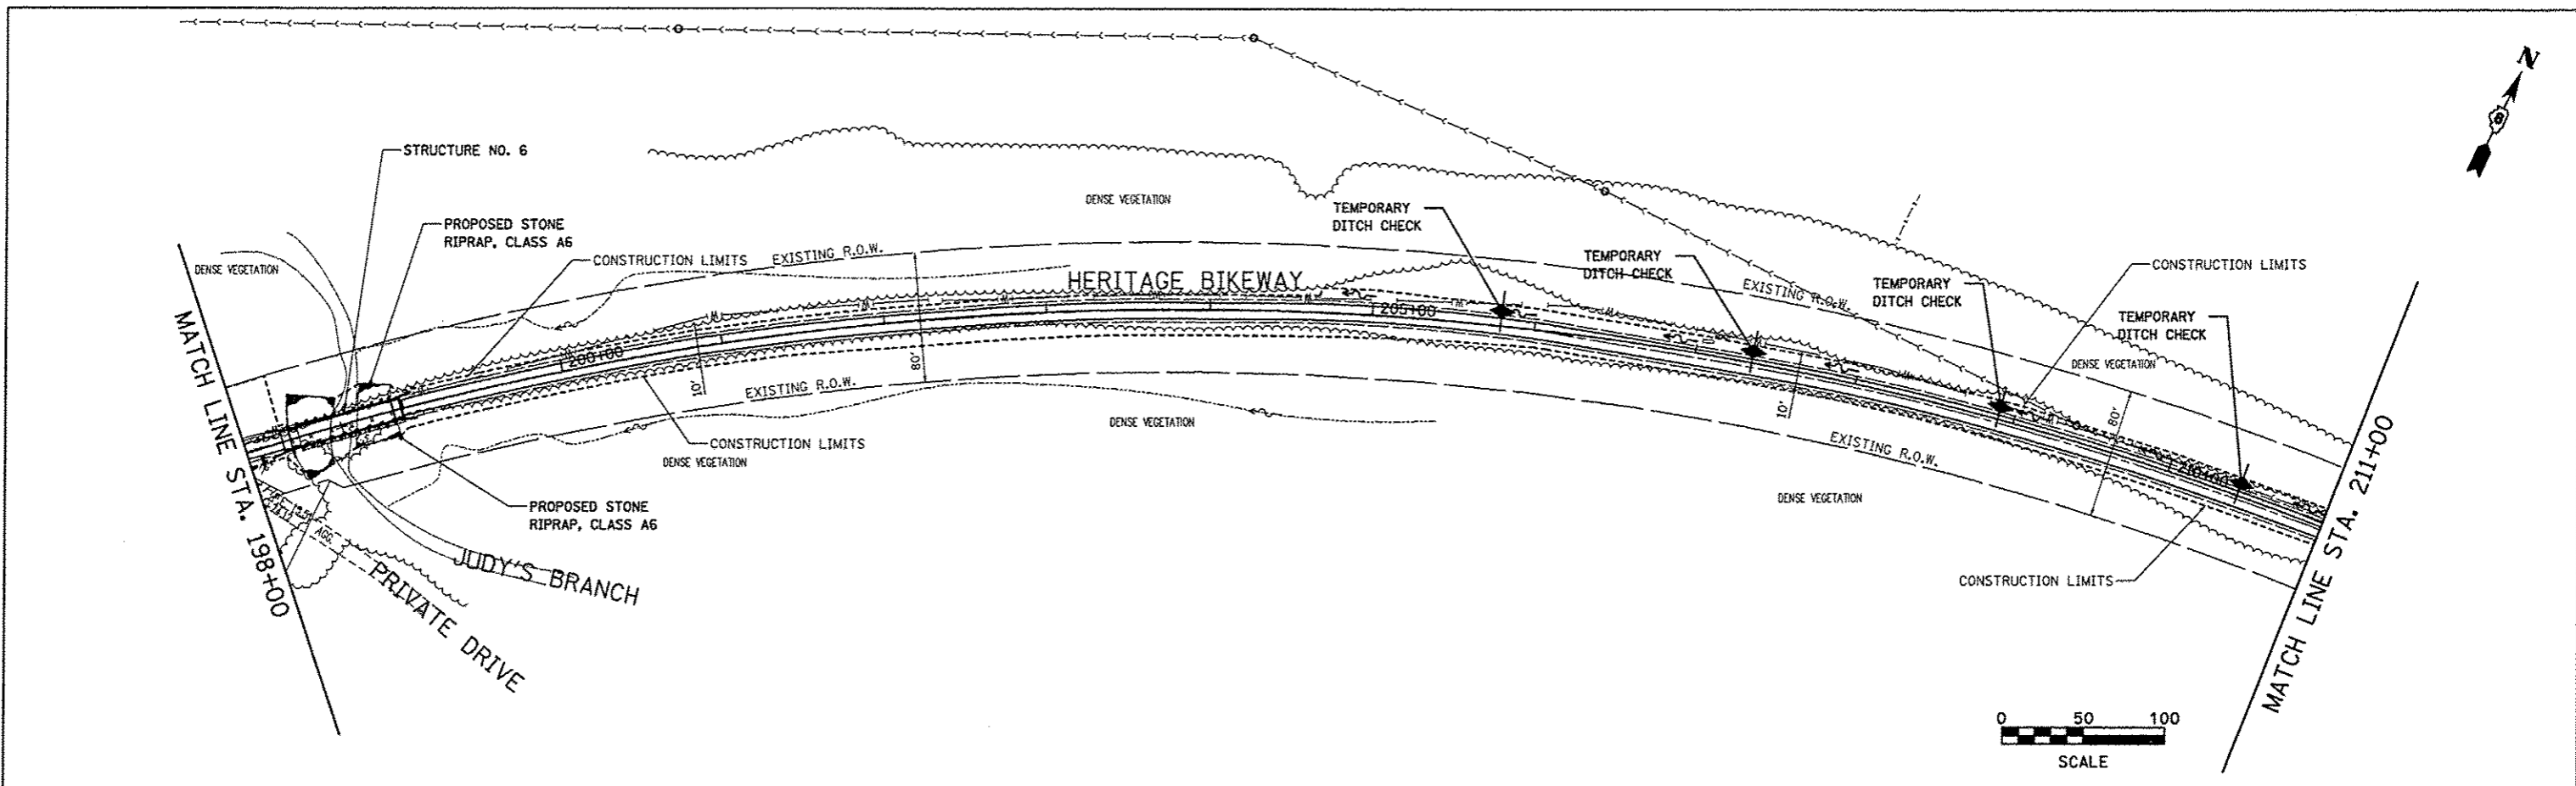 N
8
STRUCTURE NO. 6
PROPOSED STONE
RIPRAP, CLASS A6
DENSE VEGETATION
CONSTRUCTION LIMITS
EXISTING R.O.W.
DENSE VEGETATION
HERITAGE BIKEWAY
TEMPORARY
DITCH CHECK
TEMPORARY
DITCH CHECK
TEMPORARY
DITCH CHECK
TEMPORARY
DITCH CHECK
EXISTING R.O.W.
CONSTRUCTION LIMITS
DENSE VEGETATION
MATCH LINE STA. 198+00
200+00
205+00
210+00
10'
80'
10'
80'
EXISTING R.O.W.
EXISTING R.O.W.
CONSTRUCTION LIMITS
DENSE VEGETATION
DENSE VEGETATION
DENSE VEGETATION
PROPOSED STONE
RIPRAP, CLASS A6
AGG.
JUDY'S BRANCH
PRIVATE DRIVE
CONSTRUCTION LIMITS
MATCH LINE STA. 211+00
0 50 100
SCALE